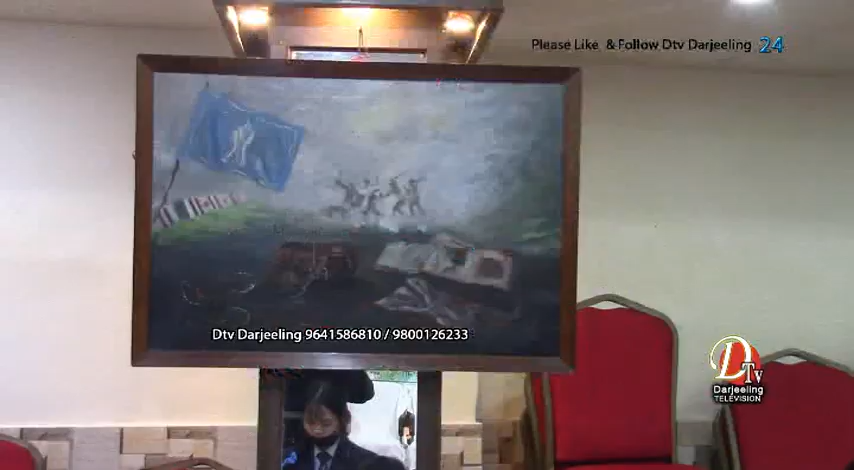 Please Like & Follow Dtv Darjeeling 24
Dtv Darjeeling 9641586810 / 9800126233
DTv
Darjeeling
TELEVISION